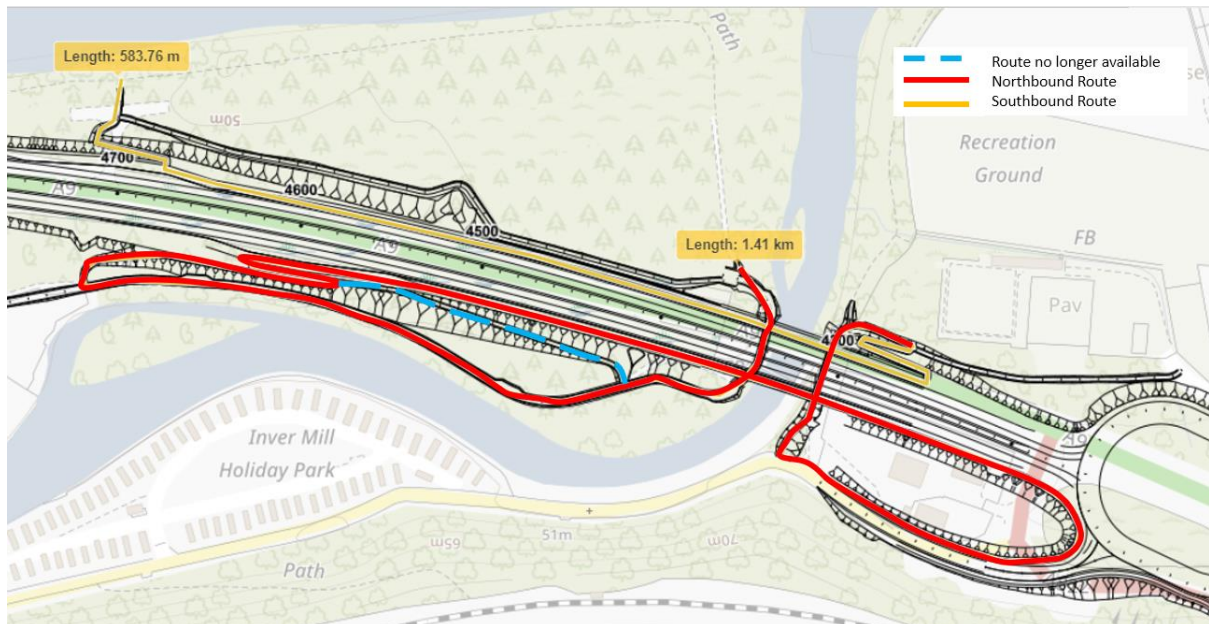 Length: 583.76 m
Path
Route no longer available
Northbound Route
Southbound Route
50m
Recreation
Ground
4700
A9
4600
4500
A9
Length: 1.41 km
FB
Pav
A9
Inver Mill
Holiday Park
51m
65m
70m
Path